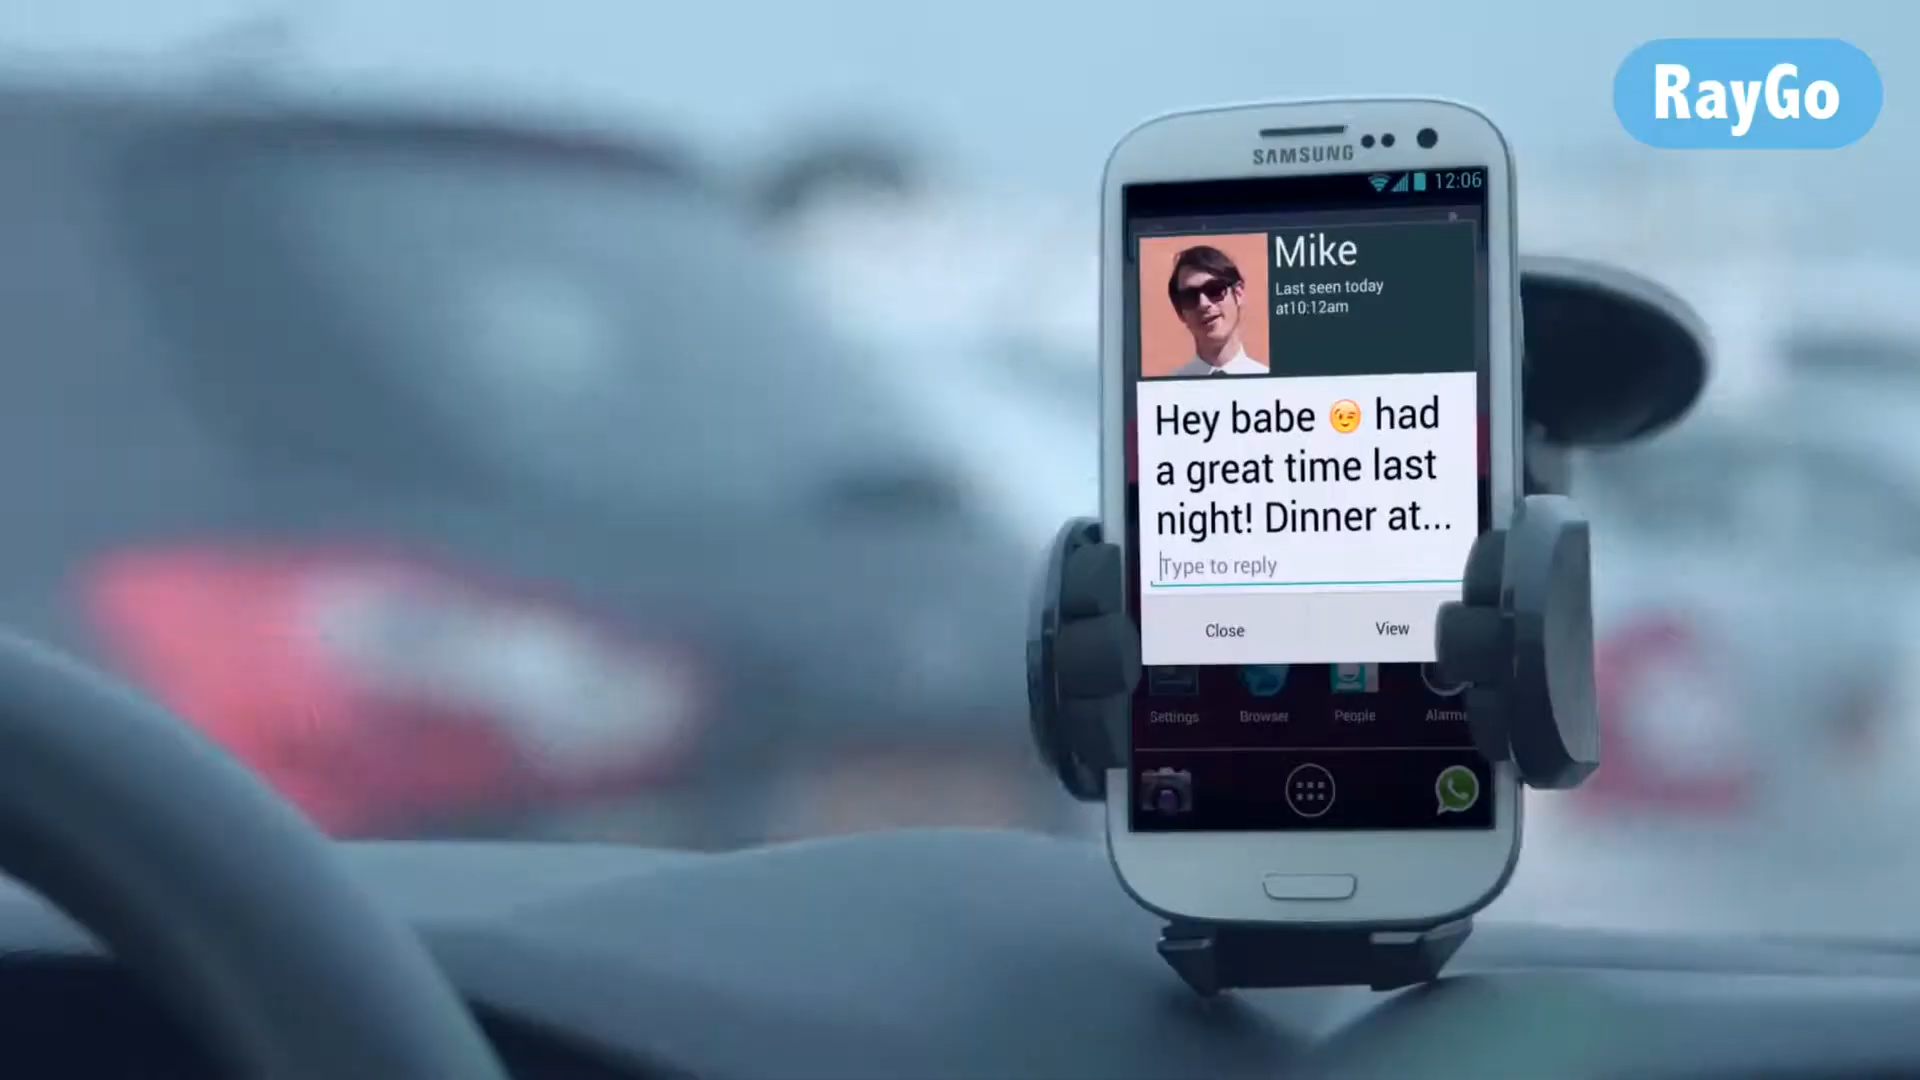 RayGo
SAMSUNG
12:06
Mike
Last seen today
at10:12am
Hey babe 😉 had
a great time last
night! Dinner at...
Type to reply
Close View
Settings Browser People Alarms